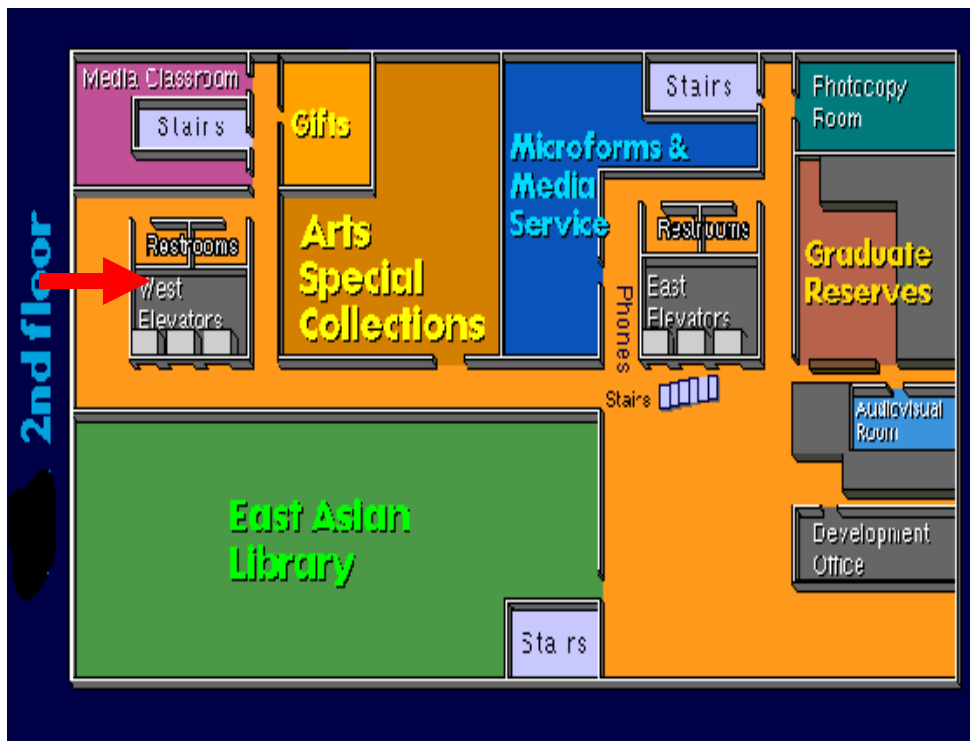 2nd floor
Media Classroom
Stairs
Gifts
Arts
Special
Collections
Microforms &
Media
Service
Stairs
Photocopy
Room
Restrooms
West
Elevators
Restrooms
East
Elevators
Phones
Stairs
Graduate
Reserves
Audiovisual
Room
East Asian
Library
Development
Office
Stairs